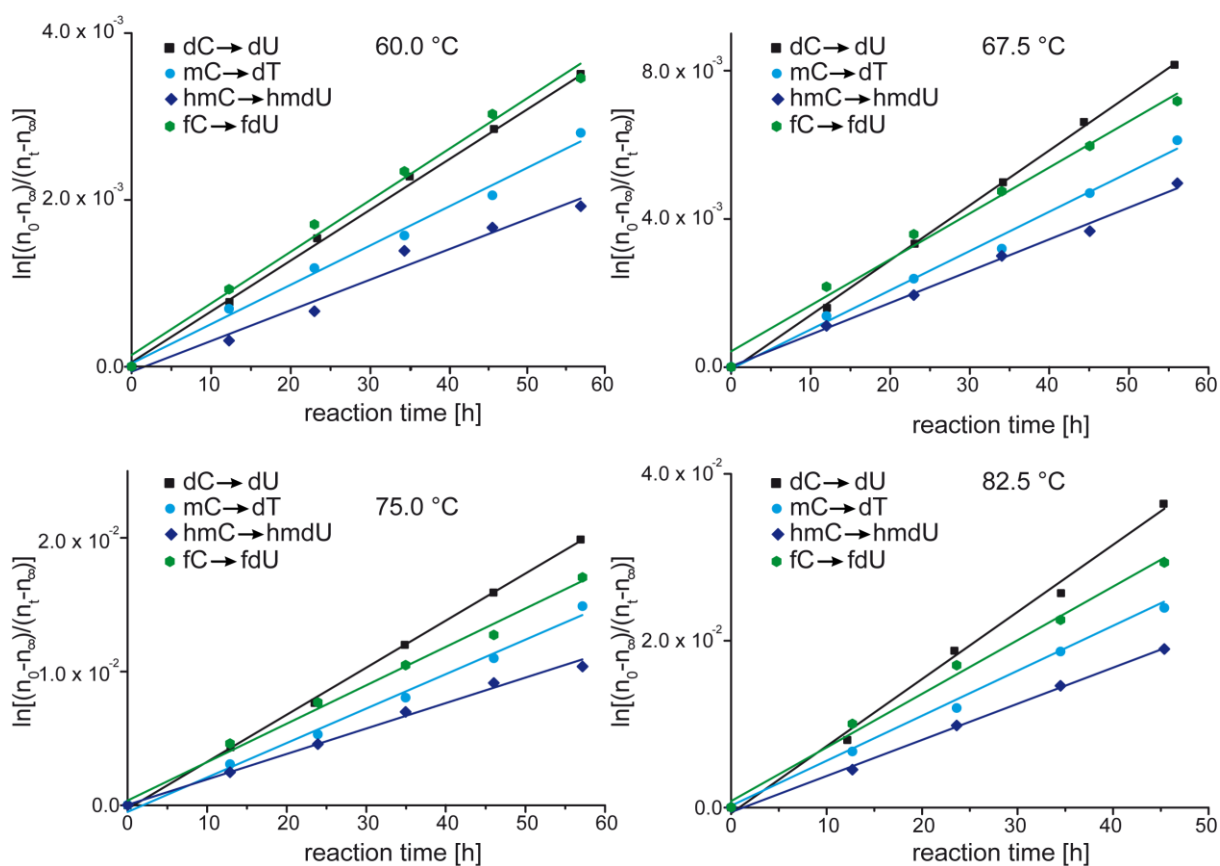 60.0 °C
dC→dU
mC→dT
hmC→hmdU
fC→fdU
4.0 x 10⁻³
2.0 x 10⁻³
0.0
ln[(n₀-n∞)/(nₜ-n∞)]
0 10 20 30 40 50 60
reaction time [h]
67.5 °C
dC→dU
mC→dT
hmC→hmdU
fC→fdU
8.0 x 10⁻³
4.0 x 10⁻³
0.0
ln[(n₀-n∞)/(nₜ-n∞)]
0 10 20 30 40 50 60
reaction time [h]
75.0 °C
dC→dU
mC→dT
hmC→hmdU
fC→fdU
2.0 x 10⁻²
1.0 x 10⁻²
0.0
ln[(n₀-n∞)/(nₜ-n∞)]
0 10 20 30 40 50 60
reaction time [h]
4.0 x 10⁻²
82.5 °C
dC→dU
mC→dT
hmC→hmdU
fC→fdU
2.0 x 10⁻²
0.0
ln[(n₀-n₈)/(nₜ-n₈)]
0 10 20 30 40 50
reaction time [h]